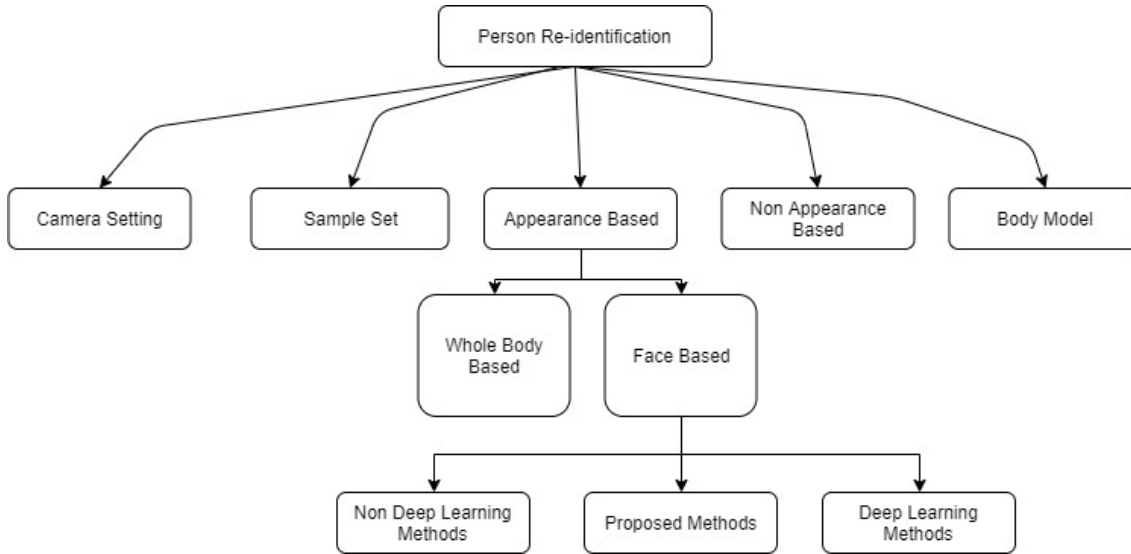 Person Re-identification
Camera Setting
Sample Set
Appearance Based
Non Appearance
Based
Body Model
Whole Body
Based
Face Based
Non Deep Learning
Methods
Proposed Methods
Deep Learning
Methods